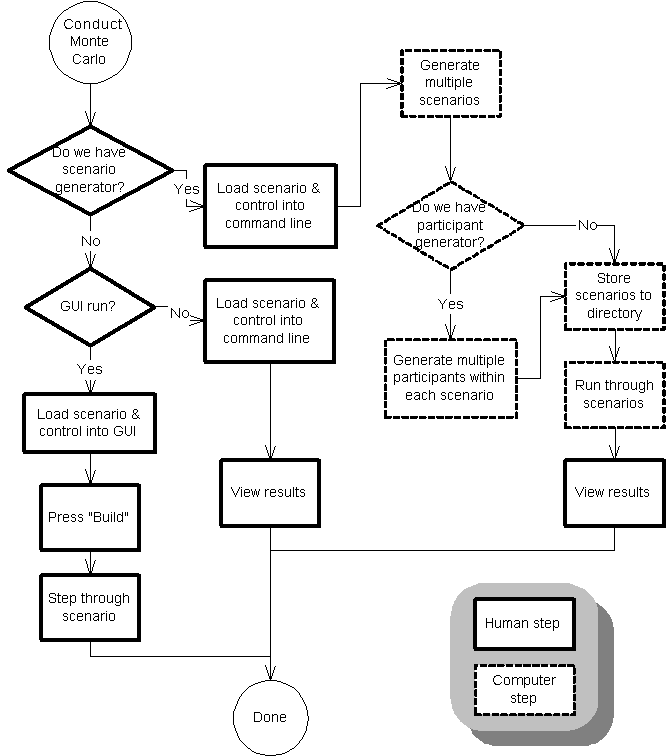 Conduct
Monte
Carlo
Do we have
scenario
generator?
Yes
Load scenario &
control into
command line
Generate
multiple
scenarios
Do we have
participant
generator?
No
Store
scenarios to
directory
Yes
Generate multiple
participants within
each scenario
Run through
scenarios
View results
No
GUI run?
No
Load scenario &
control into
command line
Yes
Load scenario &
control into GUI
View results
Press "Build"
Step through
scenario
Done
Human step
Computer
step